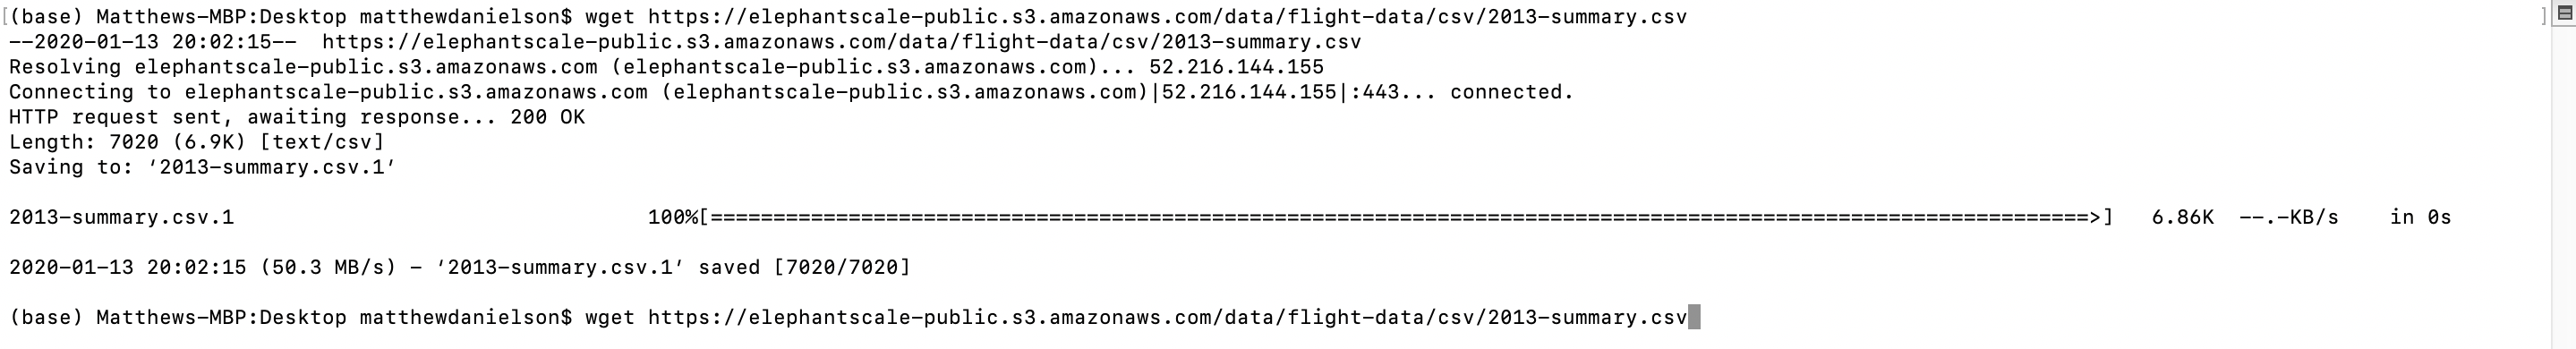 [(base) Matthews-MBP:Desktop matthewdanielson$ wget https://elephantscale-public.s3.amazonaws.com/data/flight-data/csv/2013-summary.csv ]
--2020-01-13 20:02:15--  https://elephantscale-public.s3.amazonaws.com/data/flight-data/csv/2013-summary.csv
Resolving elephantscale-public.s3.amazonaws.com (elephantscale-public.s3.amazonaws.com)... 52.216.144.155
Connecting to elephantscale-public.s3.amazonaws.com (elephantscale-public.s3.amazonaws.com)|52.216.144.155|:443... connected.
HTTP request sent, awaiting response... 200 OK
Length: 7020 (6.9K) [text/csv]
Saving to: ‘2013-summary.csv.1’
2013-summary.csv.1 100%[==============================================================================================================>] 6.86K --.-KB/s in 0s
2020-01-13 20:02:15 (50.3 MB/s) - ‘2013-summary.csv.1’ saved [7020/7020]
(base) Matthews-MBP:Desktop matthewdanielson$ wget https://elephantscale-public.s3.amazonaws.com/data/flight-data/csv/2013-summary.csv